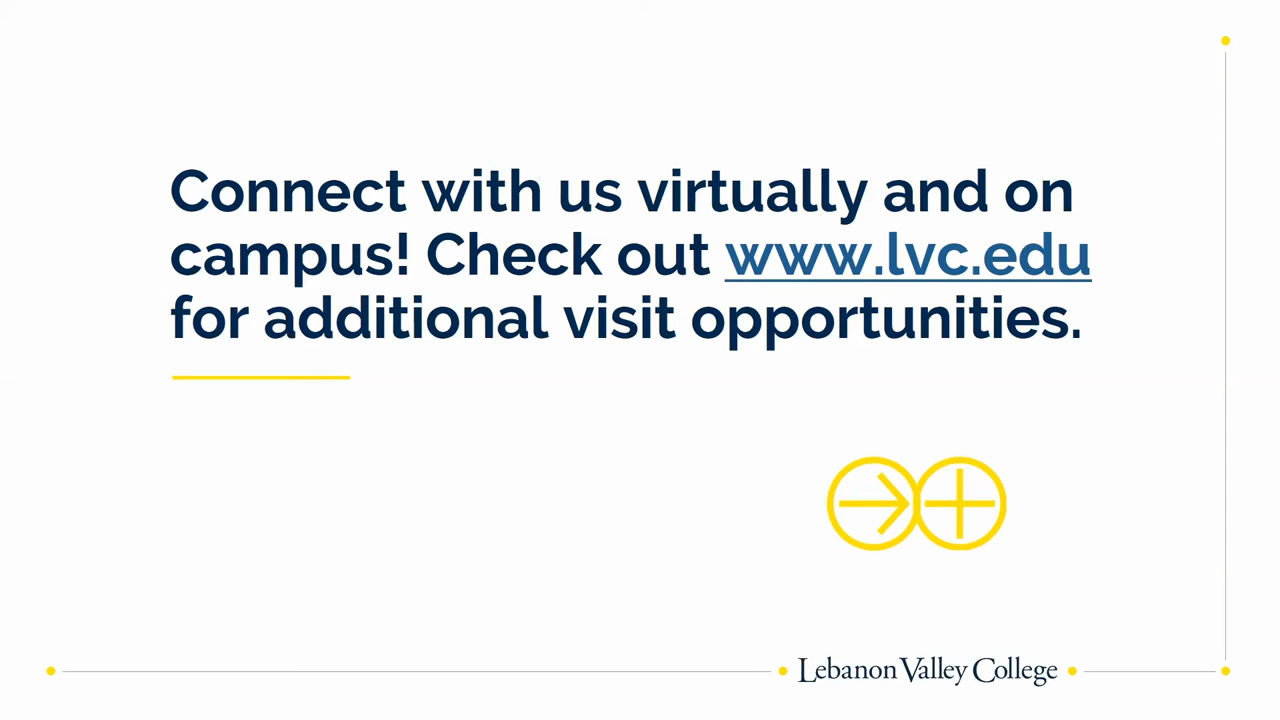 Connect with us virtually and on
campus! Check out www.lvc.edu
for additional visit opportunities.
Lebanon Valley College